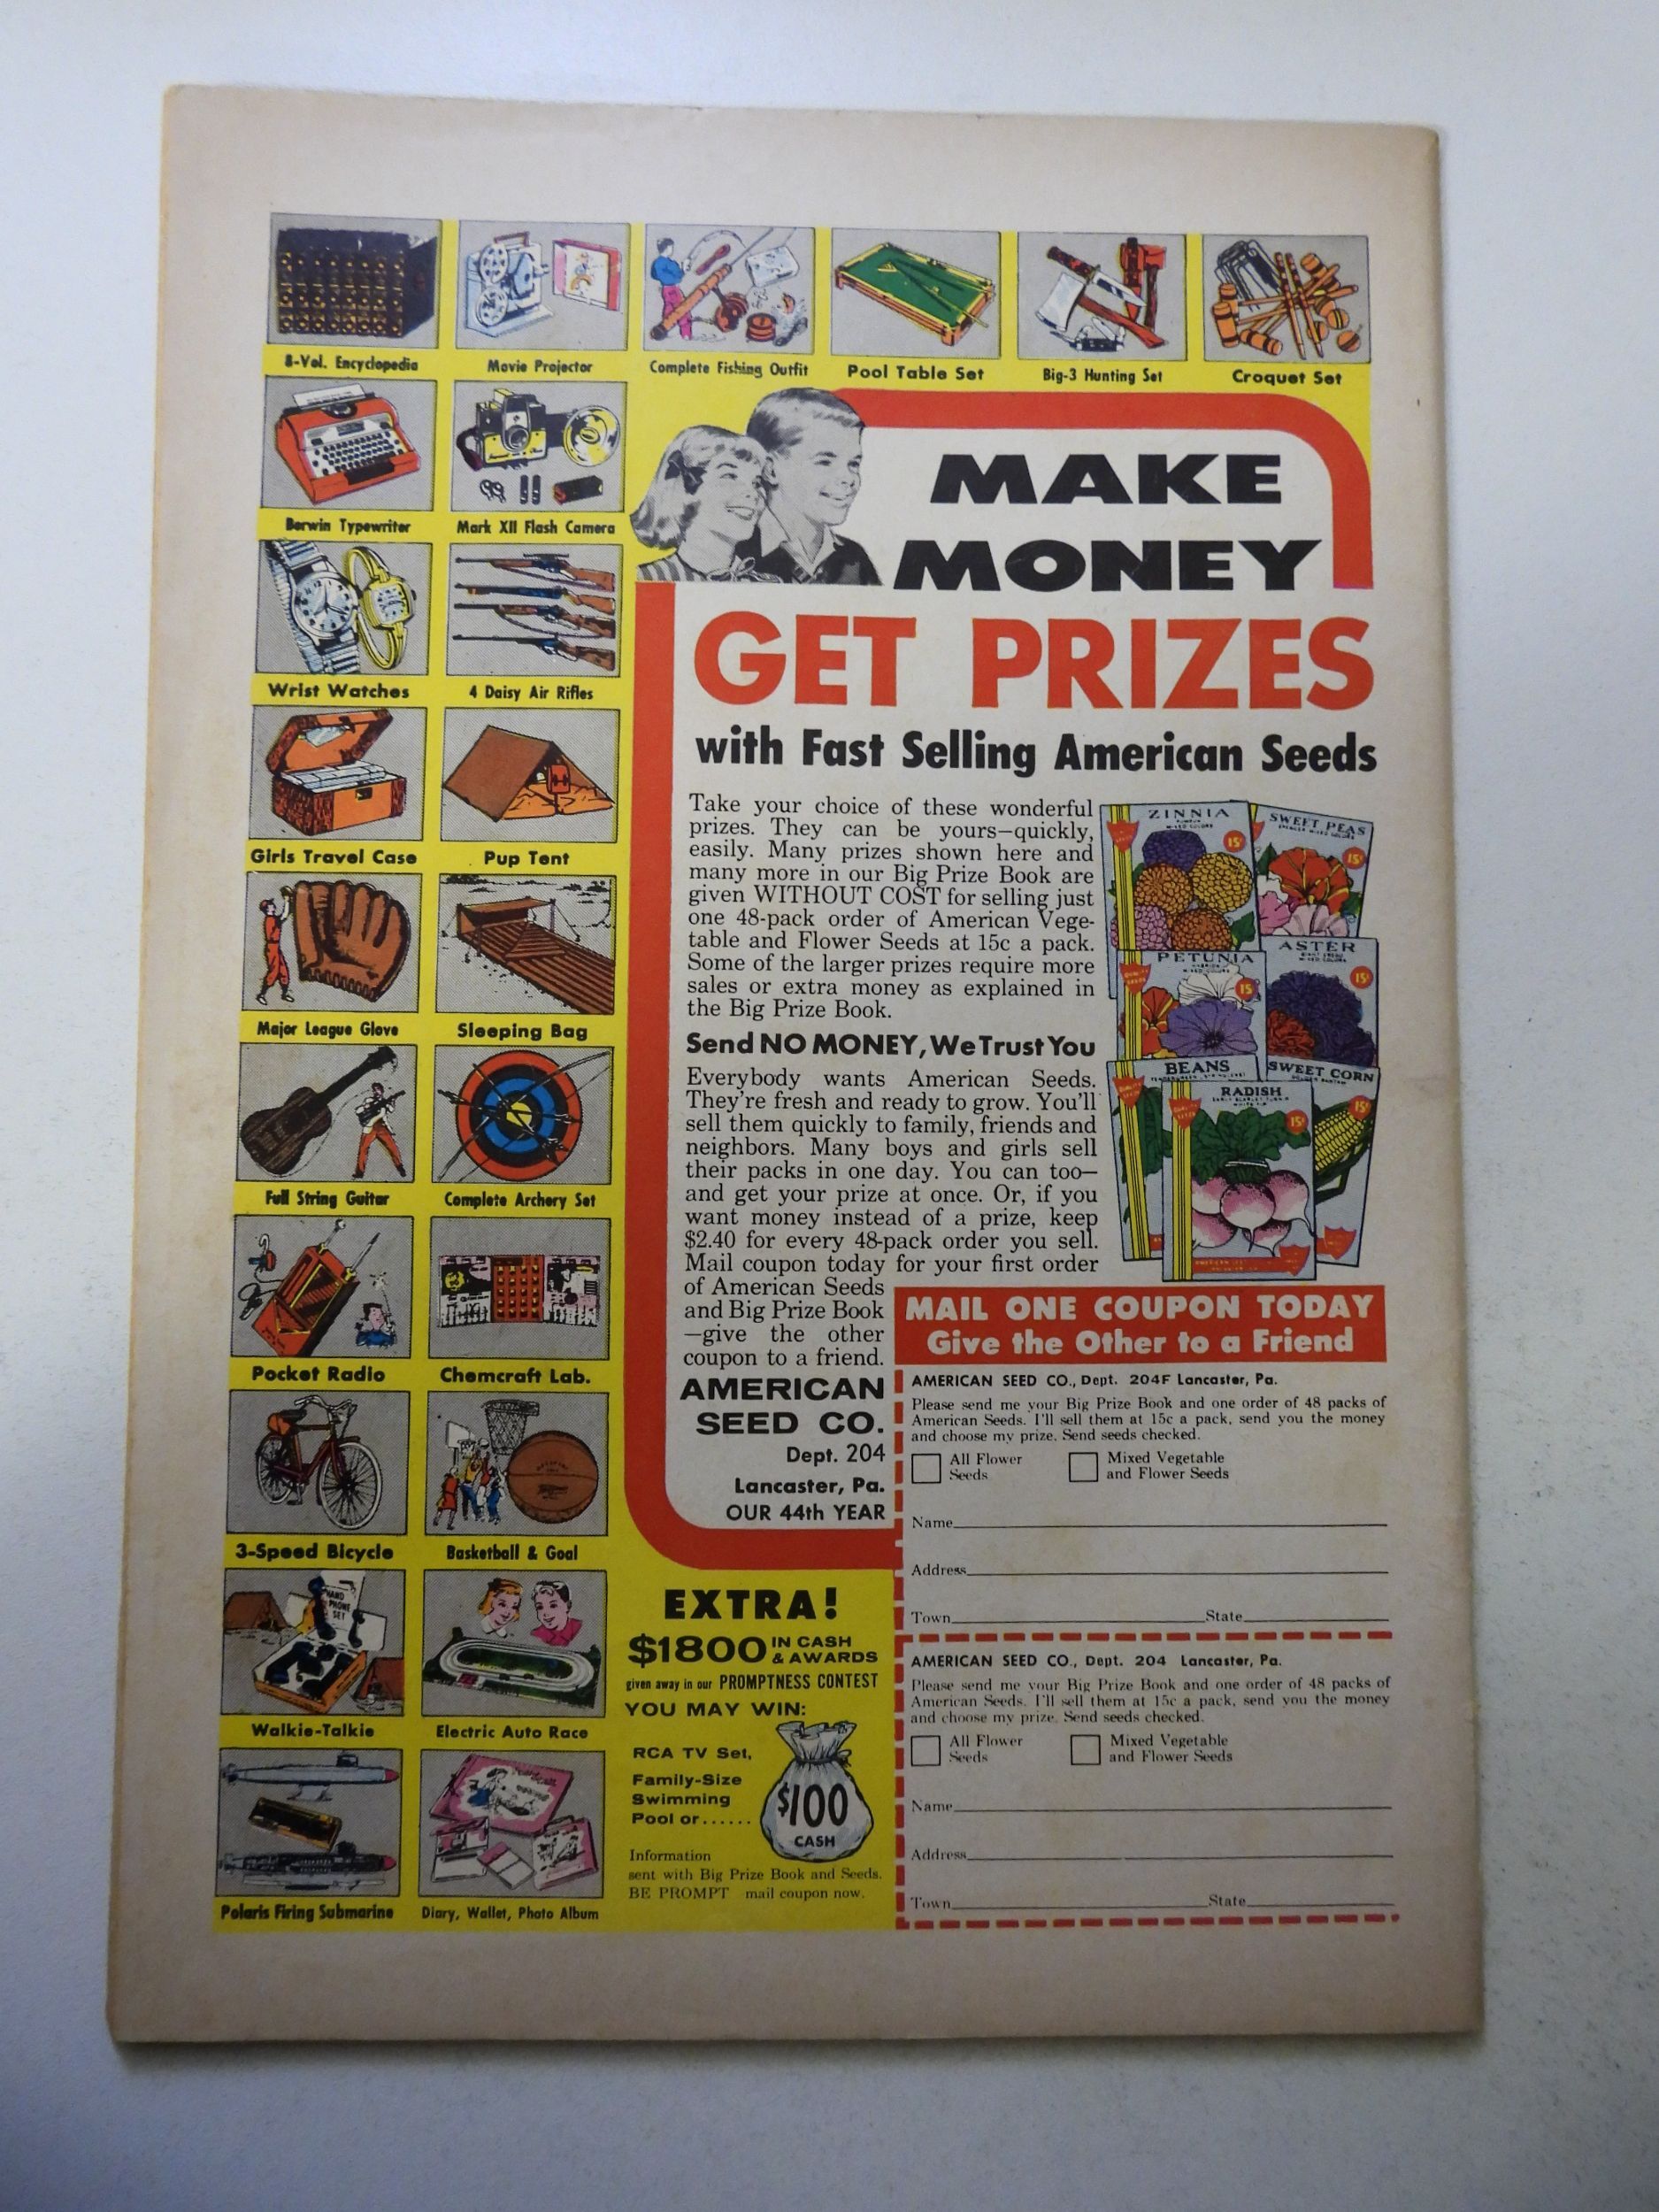 8-Vol. Encyclopedia
Movie Projector
Complete Fishing Outfit
Pool Table Set
Big-3 Hunting Set
Croquet Set
Berwin Typewriter
Mark XII Flash Camera
Wrist Watches
4 Daisy Air Rifles
Girls Travel Case
Pup Tent
Major League Glove
Sleeping Bag
Full String Guitar
Complete Archery Set
Pocket Radio
Chemcraft Lab.
3-Speed Bicycle
Basketball & Goal
HAND
PHONE
SET
Walkie-Talkie
Electric Auto Race
Polaris Firing Submarine
Diary, Wallet, Photo Album
MAKE
MONEY
GET PRIZES
with Fast Selling American Seeds
Take your choice of these wonderful
prizes. They can be yours—quickly,
easily. Many prizes shown here and
many more in our Big Prize Book are
given WITHOUT COST for selling just
one 48-pack order of American Vege-
table and Flower Seeds at 15c a pack.
Some of the larger prizes require more
sales or extra money as explained in
the Big Prize Book.
Send NO MONEY, We Trust You
Everybody wants American Seeds.
They're fresh and ready to grow. You'll
sell them quickly to family, friends and
neighbors. Many boys and girls sell
their packs in one day. You can too—
and get your prize at once. Or, if you
want money instead of a prize, keep
$2.40 for every 48-pack order you sell.
Mail coupon today for your first order
of American Seeds
and Big Prize Book
—give the other
coupon to a friend.
AMERICAN
SEED CO.
Dept. 204
Lancaster, Pa.
OUR 44th YEAR
ZINNIA
MIXED COLORS
15¢
SWEET PEAS
15¢
PETUNIA
MIXED COLORS
15
ASTER
MIXED COLORS
15¢
BEANS
SWEET CORN
15¢
RADISH
15¢
MAIL ONE COUPON TODAY
Give the Other to a Friend
AMERICAN SEED CO., Dept. 204F Lancaster, Pa.
Please send me your Big Prize Book and one order of 48 packs of
American Seeds. I'll sell them at 15c a pack, send you the money
and choose my prize. Send seeds checked.
All Flower
Seeds
Mixed Vegetable
and Flower Seeds
Name
Address
Town State
AMERICAN SEED CO., Dept. 204 Lancaster, Pa.
Please send me your Big Prize Book and one order of 48 packs of
American Seeds. I'll sell them at 15c a pack, send you the money
and choose my prize. Send seeds checked.
All Flower
Seeds
Mixed Vegetable
and Flower Seeds
Name
Address
Town State
EXTRA!
$1800 IN CASH
& AWARDS
given away in our PROMPTNESS CONTEST
YOU MAY WIN:
RCA TV Set,
Family-Size
Swimming
Pool or......
$100
CASH
Information
sent with Big Prize Book and Seeds.
BE PROMPT mail coupon now.